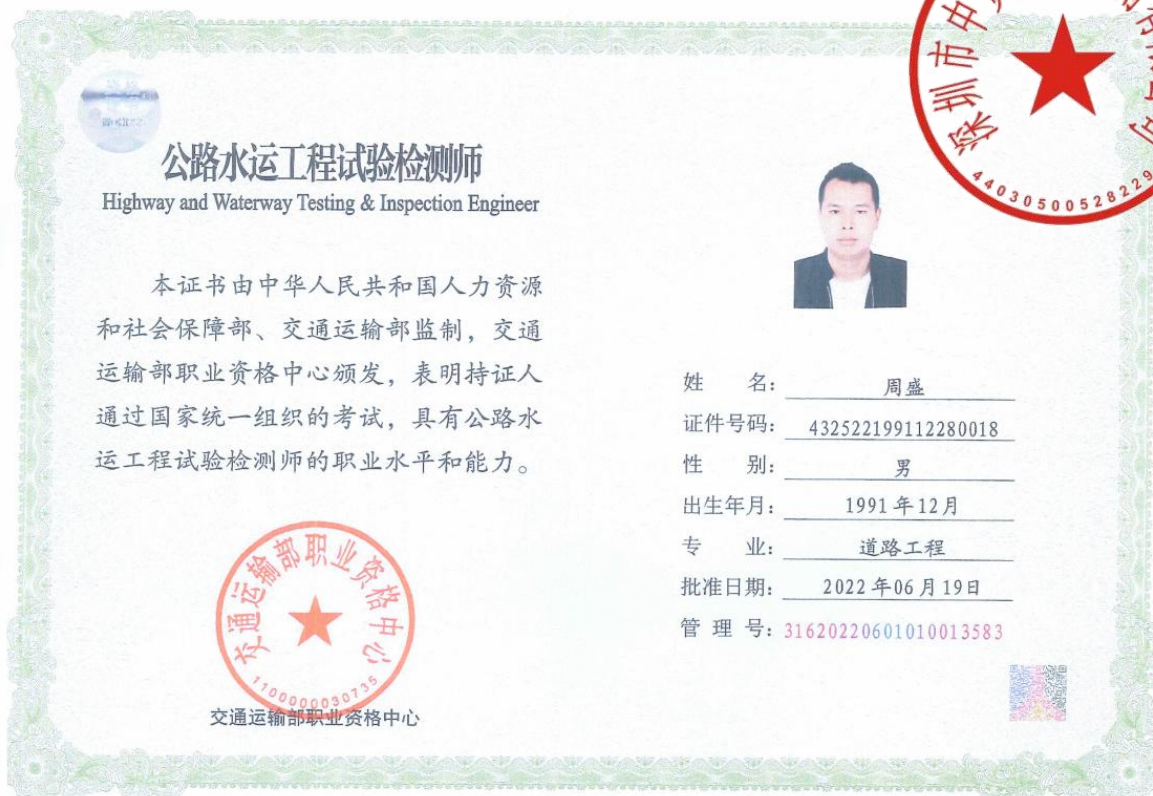 公路水运工程试验检测师
Highway and Waterway Testing & Inspection Engineer
本证书由中华人民共和国人力资源
和社会保障部、交通运输部监制，交通
运输部职业资格中心颁发，表明持证人
通过国家统一组织的考试，具有公路水
运工程试验检测师的职业水平和能力。
交通运输部职业资格中心
1100000030735
交通运输部职业资格中心
深圳市中
司
44030500528229
姓 名： 周盛
证件号码： 432522199112280018
性 别： 男
出生年月： 1991年12月
专 业： 道路工程
批准日期： 2022年06月19日
管 理 号： 31620220601010013583